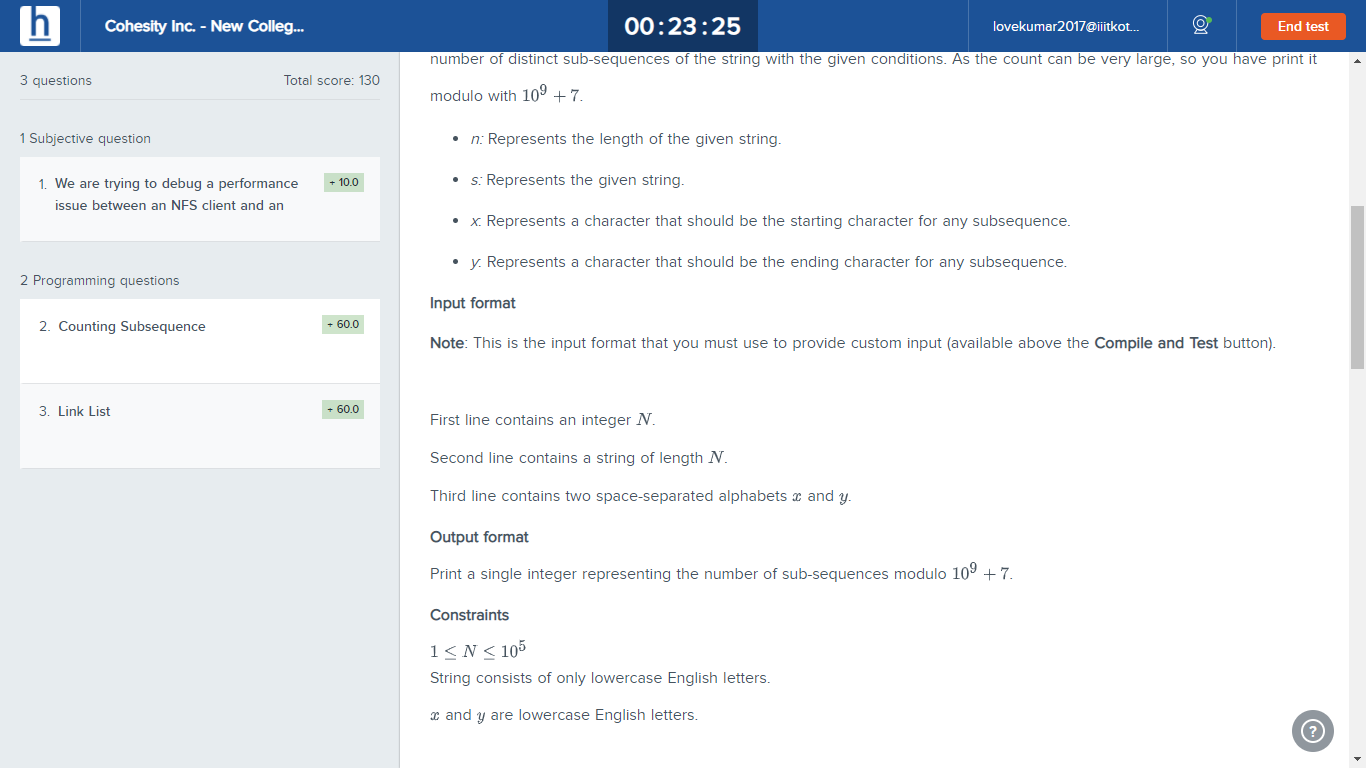 h
Cohesity Inc. - New Colleg...
00:23:25
lovekumar2017@iiitkot...
End test
3 questions
Total score: 130
1 Subjective question
1. We are trying to debug a performance
issue between an NFS client and an
+ 10.0
2 Programming questions
2. Counting Subsequence
+ 60.0
3. Link List
+ 60.0
number of distinct sub-sequences of the string with the given conditions. As the count can be very large, so you have print it
modulo with 10⁹ + 7.
• n: Represents the length of the given string.
• s: Represents the given string.
• x: Represents a character that should be the starting character for any subsequence.
• y: Represents a character that should be the ending character for any subsequence.
Input format
Note: This is the input format that you must use to provide custom input (available above the Compile and Test button).
First line contains an integer N.
Second line contains a string of length N.
Third line contains two space-separated alphabets x and y.
Output format
Print a single integer representing the number of sub-sequences modulo 10⁹ + 7.
Constraints
1 ≤ N ≤ 10⁵
String consists of only lowercase English letters.
x and y are lowercase English letters.
?